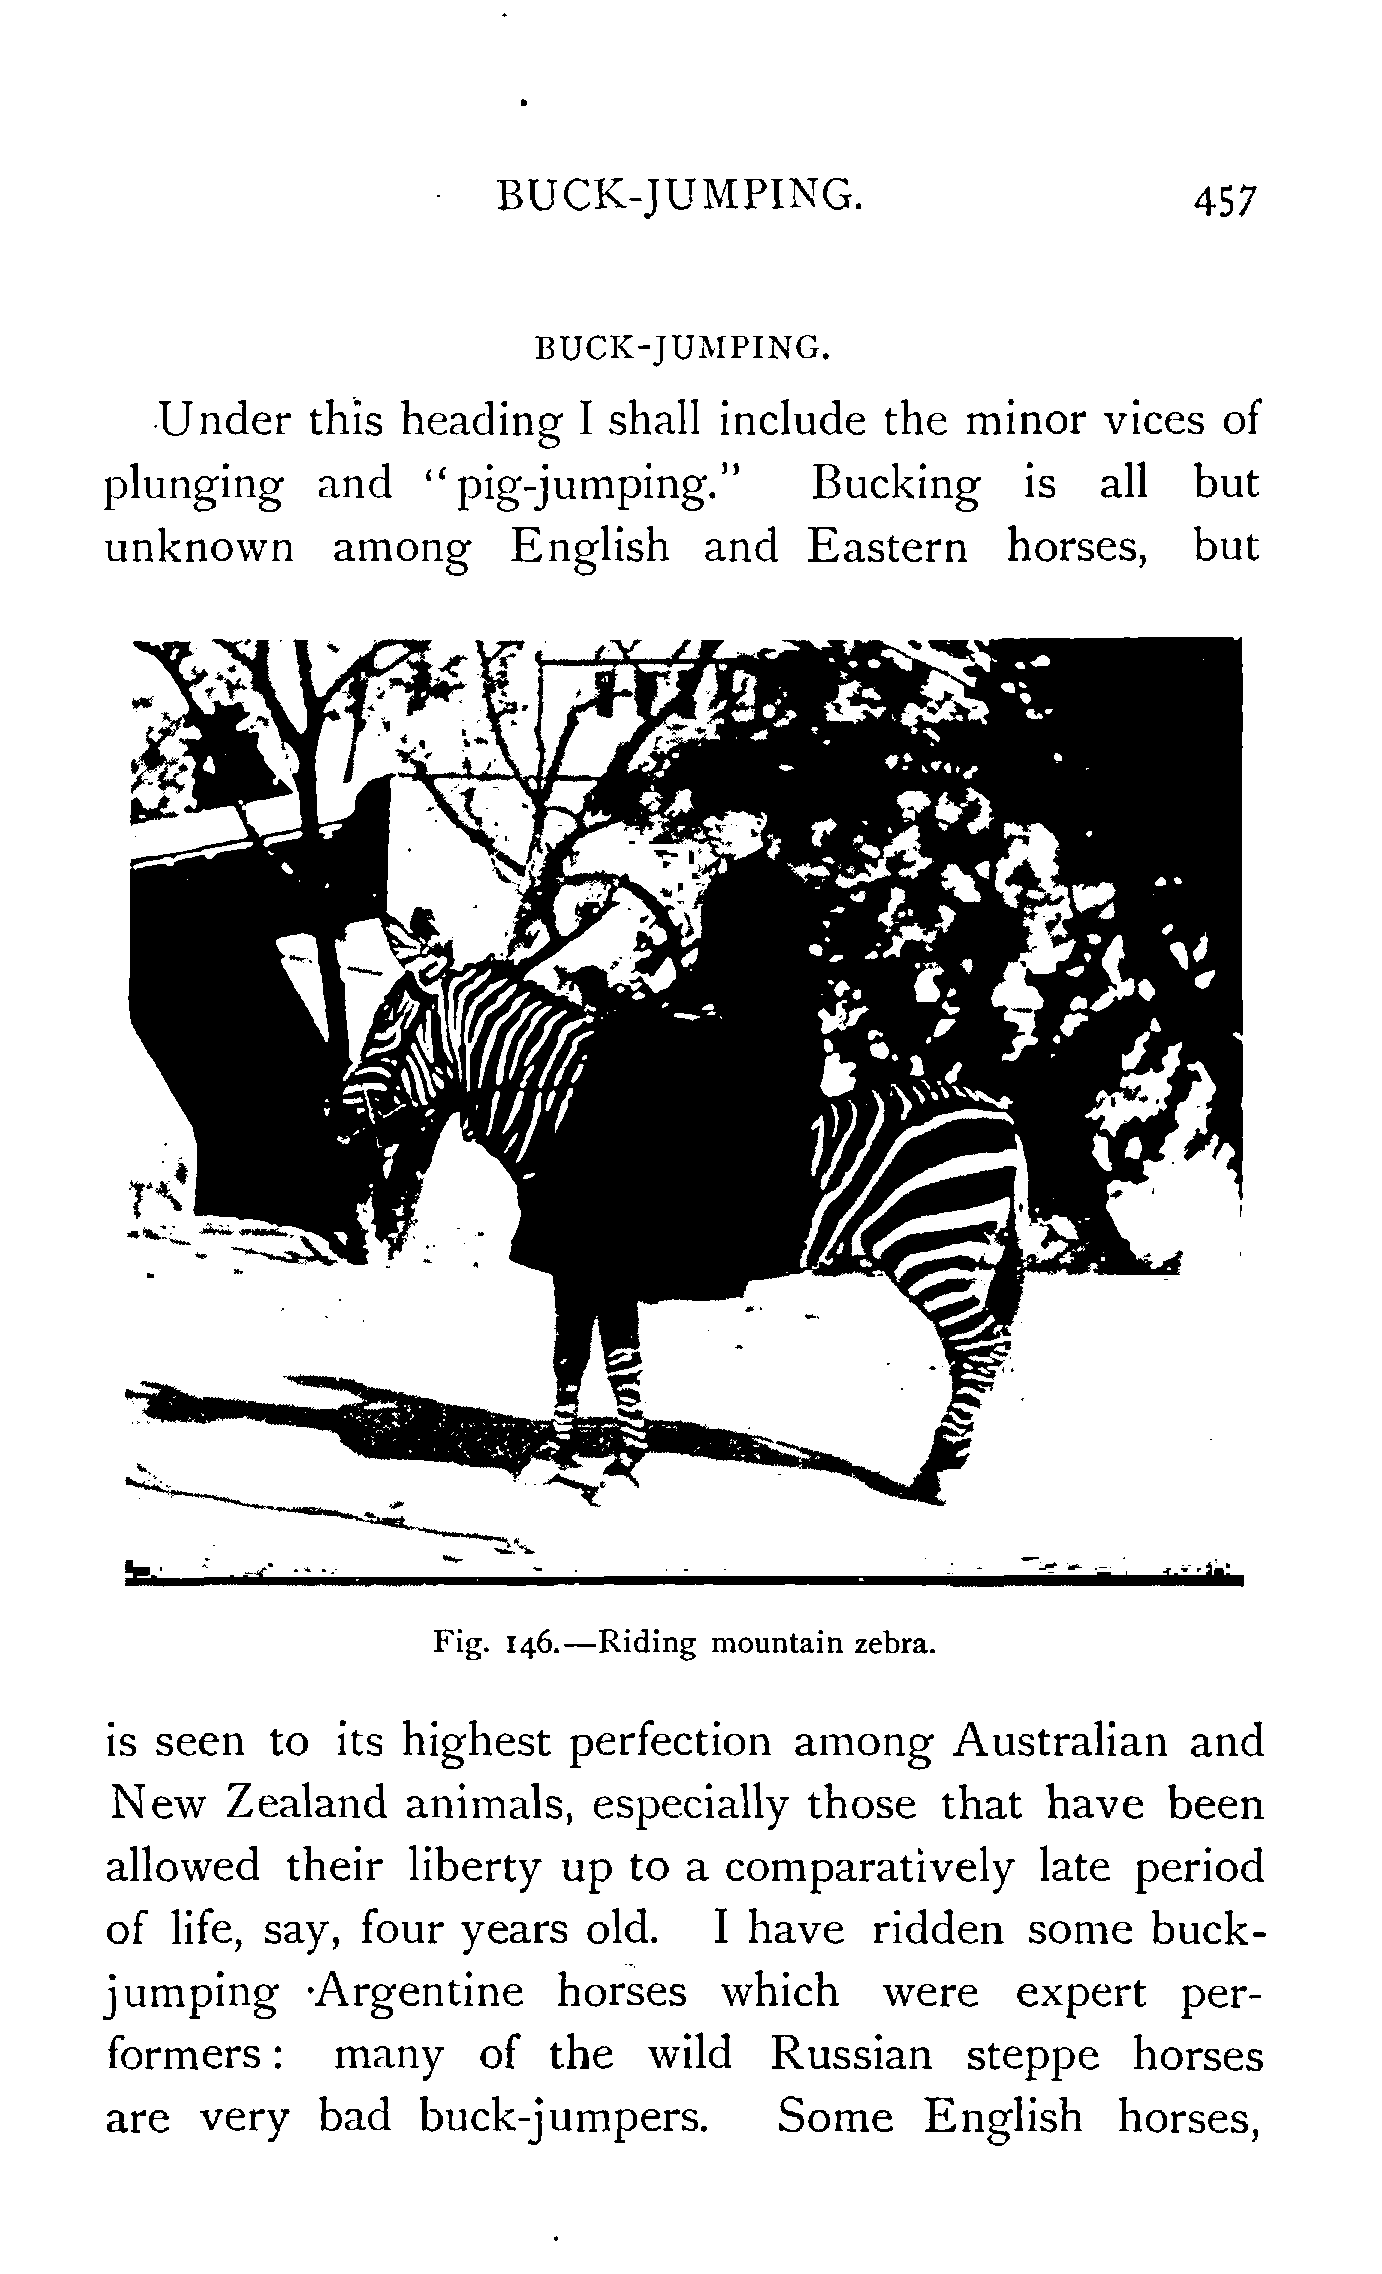 BUCK-JUMPING. 457
BUCK-JUMPING.
Under this heading I shall include the minor vices of
plunging and "pig-jumping." Bucking is all but
unknown among English and Eastern horses, but
Fig. 146.—Riding mountain zebra.
is seen to its highest perfection among Australian and
New Zealand animals, especially those that have been
allowed their liberty up to a comparatively late period
of life, say, four years old. I have ridden some buck-
jumping Argentine horses which were expert per-
formers: many of the wild Russian steppe horses
are very bad buck-jumpers. Some English horses,